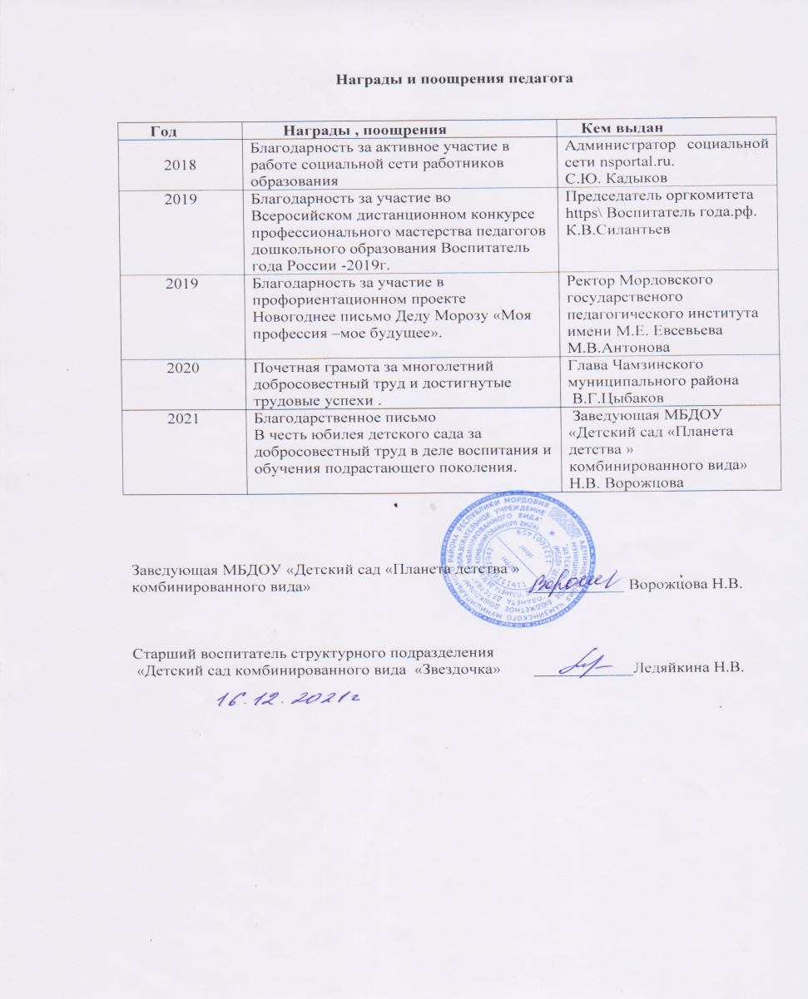 Награды и поощрения педагога
Год Награды , поощрения Кем выдан
2018
Благодарность за активное участие в
работе социальной сети работников
образования
Администратор социальной
сети nsportal.ru.
С.Ю. Кадыков
2019
Благодарность за участие во
Всеросийском дистанционном конкурсе
профессионального мастерства педагогов
дошкольного образования Воспитатель
года России -2019г.
Председатель оргкомитета
https\ Воспитатель года.рф.
К.В.Силантьев
2019
Благодарность за участие в
профориентационном проекте
Новогоднее письмо Деду Морозу «Моя
профессия –мое будущее».
Ректор Мордовского
государственого
педагогического института
имени М.Е. Евсевьева
М.В.Антонова
2020
Почетная грамота за многолетний
добросовестный труд и достигнутые
трудовые успехи .
Глава Чамзинского
муниципального района
В.Г.Цыбаков
2021
Благодарственное письмо
В честь юбилея детского сада за
добросовестный труд в деле воспитания и
обучения подрастающего поколения.
Заведующая МБДОУ
«Детский сад «Планета
детства »
комбинированного вида»
Н.В. Ворожцова
Заведующая МБДОУ «Детский сад «Планета детства »
комбинированного вида» Ворожцова Н.В.
Старший воспитатель структурного подразделения
«Детский сад комбинированного вида «Звездочка» Ледяйкина Н.В.
16.12.2021г